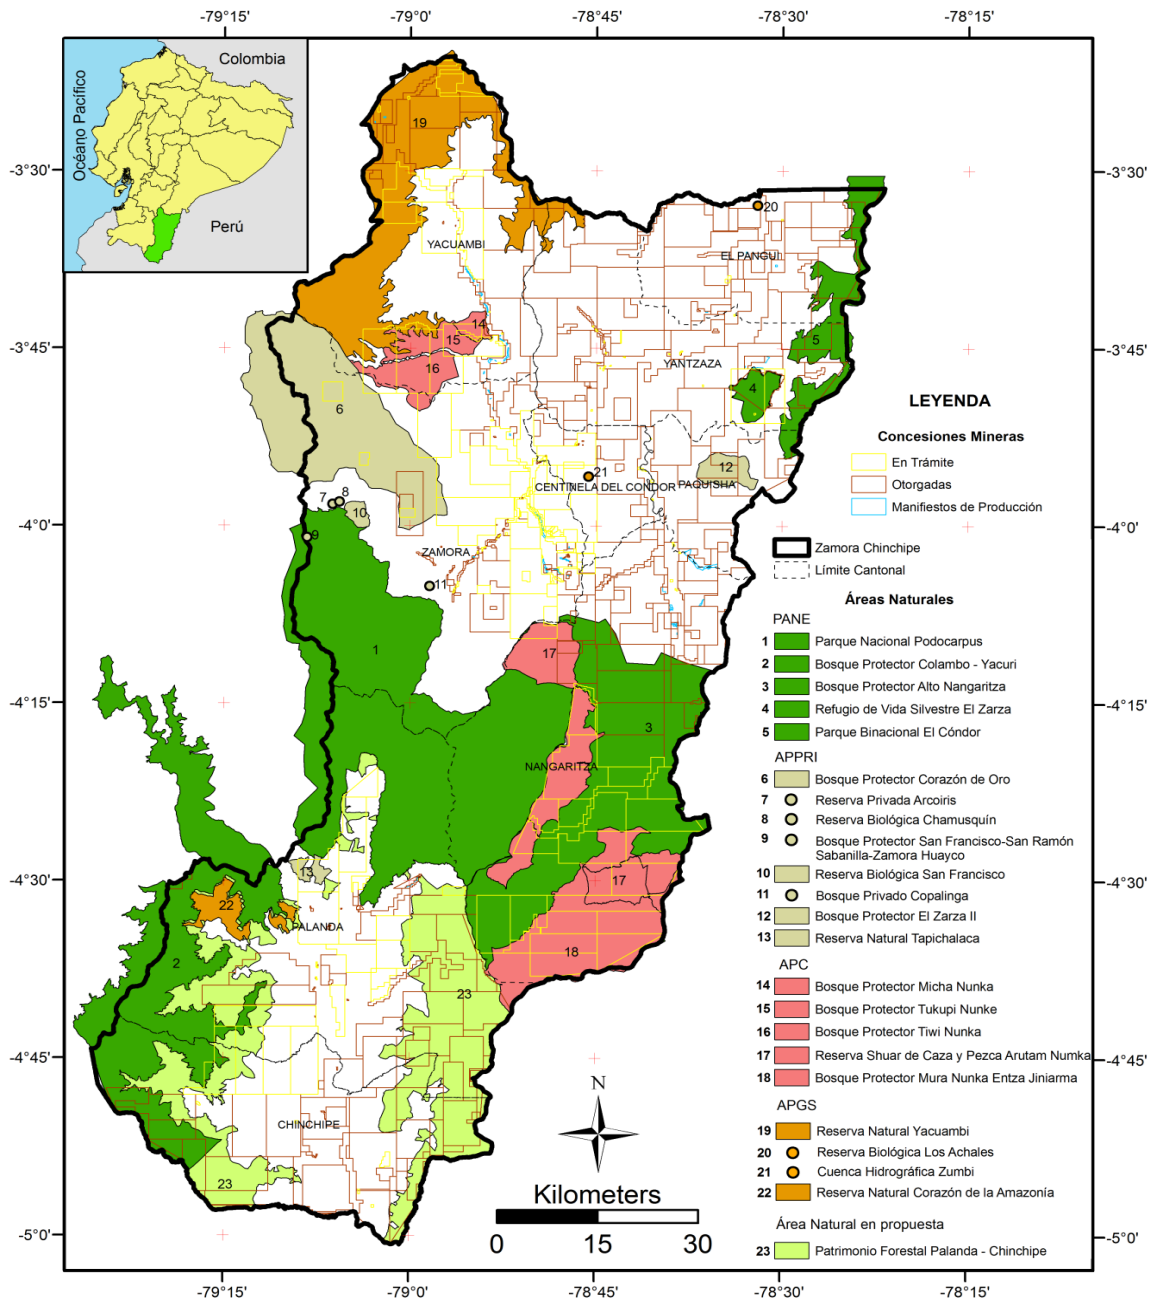 -79°15'
-79°0'
-78°45'
-78°30'
-78°15'
Colombia
Océano Pacífico
Perú
-3°30'
-3°30'
-3°45'
-3°45'
-4°0'
-4°0'
-4°15'
-4°15'
-4°30'
-4°30'
-4°45'
-4°45'
-5°0'
-5°0'
19
20
YACUAMBI
EL PANGUI
14
15
16
5
YANTZAZA
4
6
12
21
CENTINELA DEL CONDOR
PAQUISHA
7
8
10
9
ZAMORA
11
1
17
3
NANGARITZA
13
17
22
PALANDA
18
2
23
CHINCHIPE
23
LEYENDA
Concesiones Mineras
En Trámite
Otorgadas
Manifiestos de Producción
Zamora Chinchipe
Límite Cantonal
Áreas Naturales
PANE
1 Parque Nacional Podocarpus
2 Bosque Protector Colambo - Yacuri
3 Bosque Protector Alto Nangaritza
4 Refugio de Vida Silvestre El Zarza
5 Parque Binacional El Cóndor
APPRI
6 Bosque Protector Corazón de Oro
7 Reserva Privada Arcoiris
8 Reserva Biológica Chamusquín
9 Bosque Protector San Francisco-San Ramón
Sabanilla-Zamora Huayco
10 Reserva Biológica San Francisco
11 Bosque Privado Copalinga
12 Bosque Protector El Zarza II
13 Reserva Natural Tapichalaca
APC
14 Bosque Protector Micha Nunka
15 Bosque Protector Tukupi Nunke
16 Bosque Protector Tiwi Nunka
17 Reserva Shuar de Caza y Pezca Arutam Numka
18 Bosque Protector Mura Nunka Entza Jiniarma
APGS
19 Reserva Natural Yacuambi
20 Reserva Biológica Los Achales
21 Cuenca Hidrográfica Zumbi
22 Reserva Natural Corazón de la Amazonía
Área Natural en propuesta
23 Patrimonio Forestal Palanda - Chinchipe
N
Kilometers
0 15 30
-79°15'
-79°0'
-78°45'
-78°30'
-78°15'